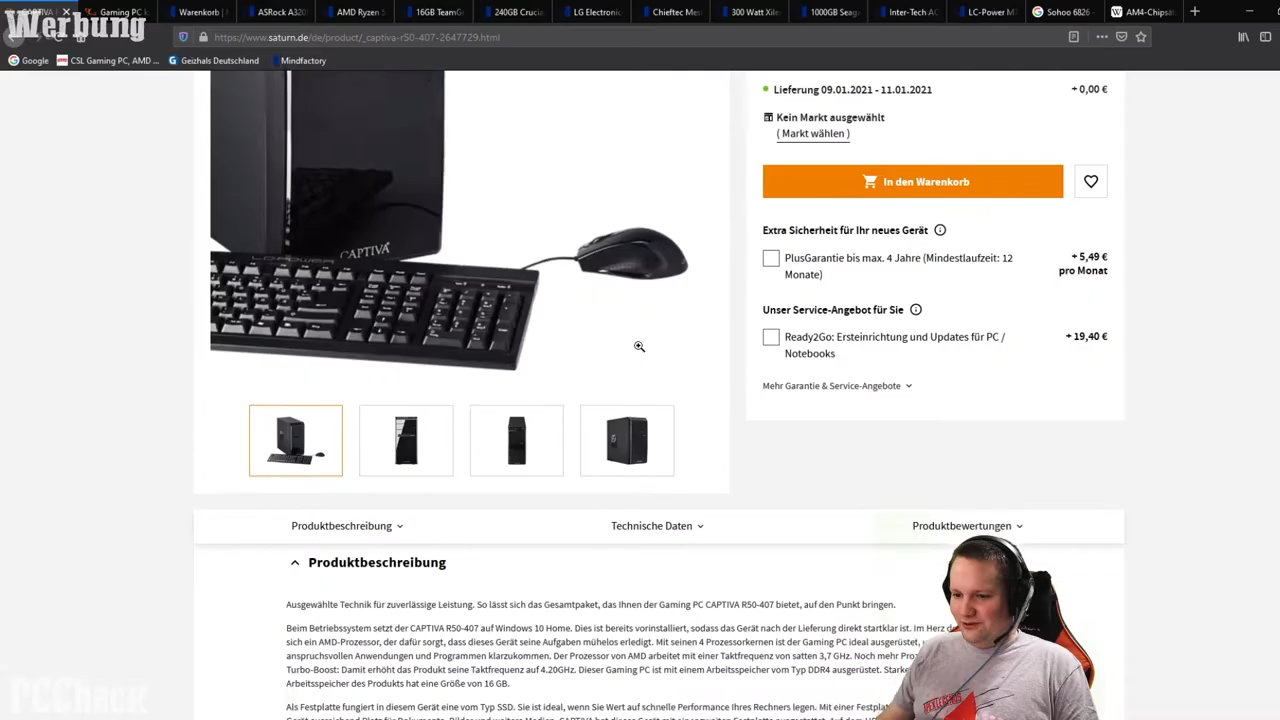 Werbung
Gaming PC k
Warenkorb |
ASRock A320
AMD Ryzen 5
16GB TeamG
240GB Crucia
LG Electronic
Chieftec Mes
300 Watt Xile
1000GB Seag
Inter-Tech AC
LC-Power M
Sohoo 6826 -
AM4-Chipsät
https://www.saturn.de/de/product/_captiva-r50-407-2647729.html
Google
CSL Gaming PC, AMD ...
Geizhals Deutschland
Mindfactory
Lieferung 09.01.2021 - 11.01.2021
+ 0,00 €
Kein Markt ausgewählt
( Markt wählen )
In den Warenkorb
CAPTIVA
Extra Sicherheit für Ihr neues Gerät
PlusGarantie bis max. 4 Jahre (Mindestlaufzeit: 12
Monate)
+ 5,49 €
pro Monat
Unser Service-Angebot für Sie
Ready2Go: Ersteinrichtung und Updates für PC /
Notebooks
+ 19,40 €
Mehr Garantie & Service-Angebote
Produktbeschreibung
Technische Daten
Produktbewertungen
Produktbeschreibung
Ausgewählte Technik für zuverlässige Leistung. So lässt sich das Gesamtpaket, das Ihnen der Gaming PC CAPTIVA R50-407 bietet, auf den Punkt bringen.
Beim Betriebssystem setzt der CAPTIVA R50-407 auf Windows 10 Home. Dies ist bereits vorinstalliert, sodass das Gerät nach der Lieferung direkt startklar ist. Im Herz d
sich ein AMD-Prozessor, der dafür sorgt, dass dieses Gerät seine Aufgaben mühelos erledigt. Mit seinen 4 Prozessorkernen ist der Gaming PC ideal ausgerüstet,
anspruchsvollen Anwendungen und Programmen klarzukommen. Der Prozessor von AMD arbeitet mit einer Taktfrequenz von satten 3,7 GHz. Noch mehr Proz
Turbo-Boost: Damit erhöht das Produkt seine Taktfrequenz auf 4.20GHz. Dieser Gaming PC ist mit einem Arbeitsspeicher vom Typ DDR4 ausgerüstet. Starke
Arbeitsspeicher des Produkts hat eine Größe von 16 GB.
Als Festplatte fungiert in diesem Gerät eine vom Typ SSD. Sie ist ideal, wenn Sie Wert auf schnelle Performance Ihres Rechners legen. Mit einer Festplat
PCCheck